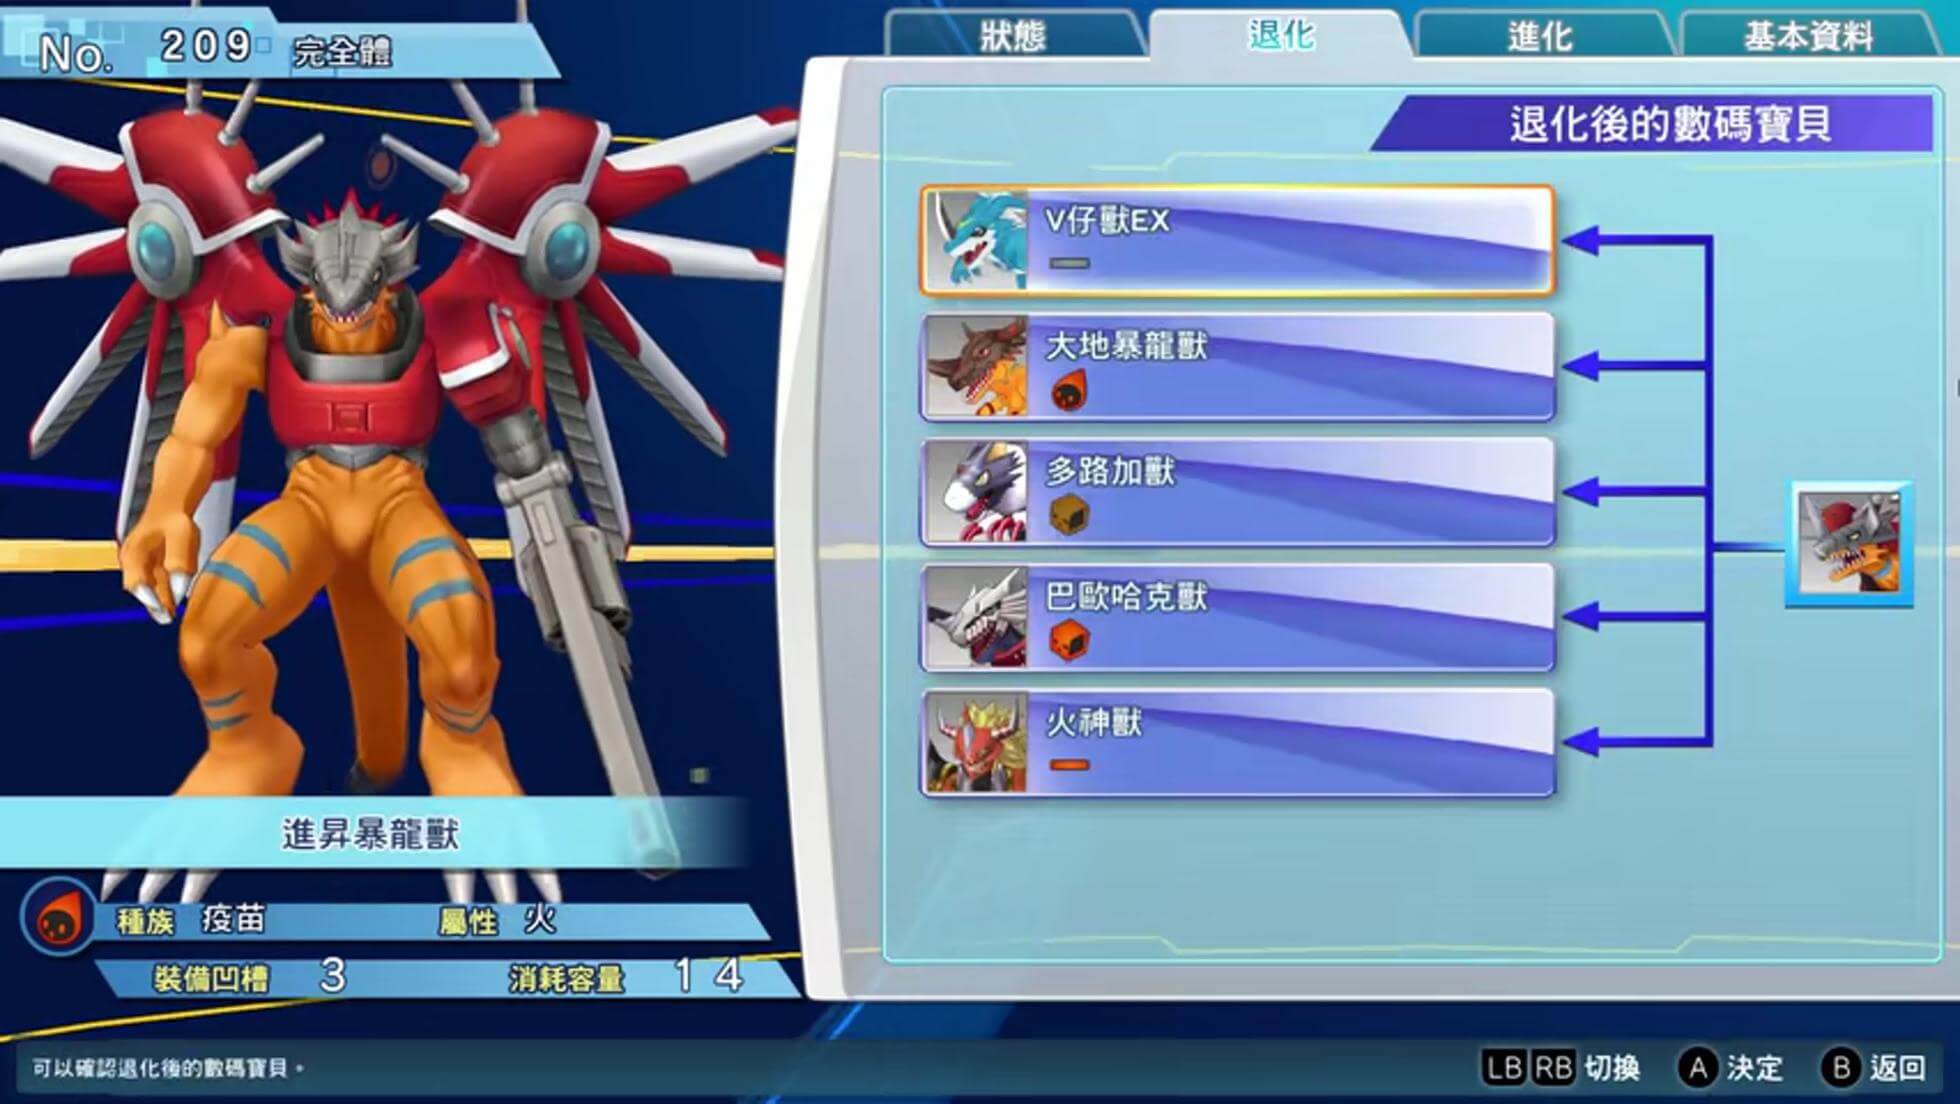 No. 209 完全體
狀態 退化 進化 基本資料
退化後的數碼寶貝
V仔獸EX
大地暴龍獸
多路加獸
巴歐哈克獸
火神獸
進昇暴龍獸
種族 疫苗 屬性 火
裝備凹槽 3 消耗容量 14
可以確認退化後的數碼寶貝。
LB RB 切換 A 決定 B 返回